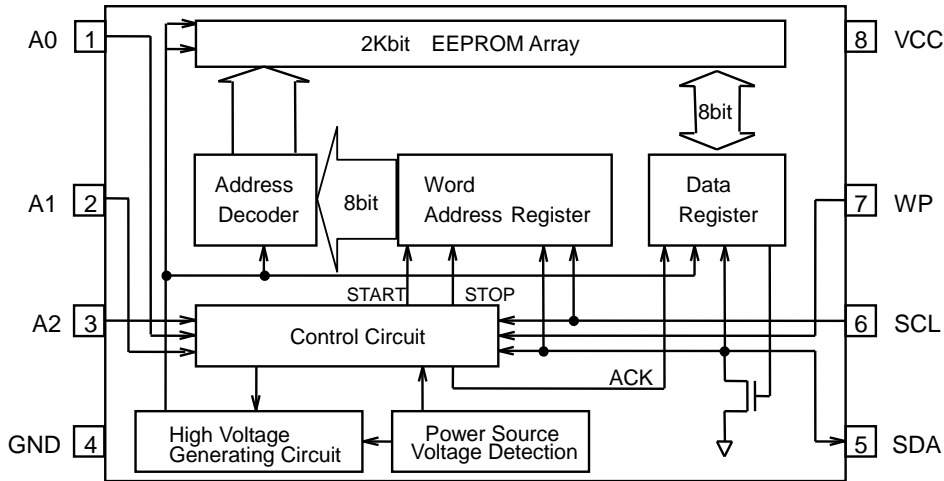 A0 1
2Kbit EEPROM Array
8 VCC
8bit
A1 2
Address
Decoder
8bit
Word
Address Register
Data
Register
7 WP
START STOP
A2 3
Control Circuit
6 SCL
ACK
GND 4
High Voltage
Generating Circuit
Power Source
Voltage Detection
5 SDA